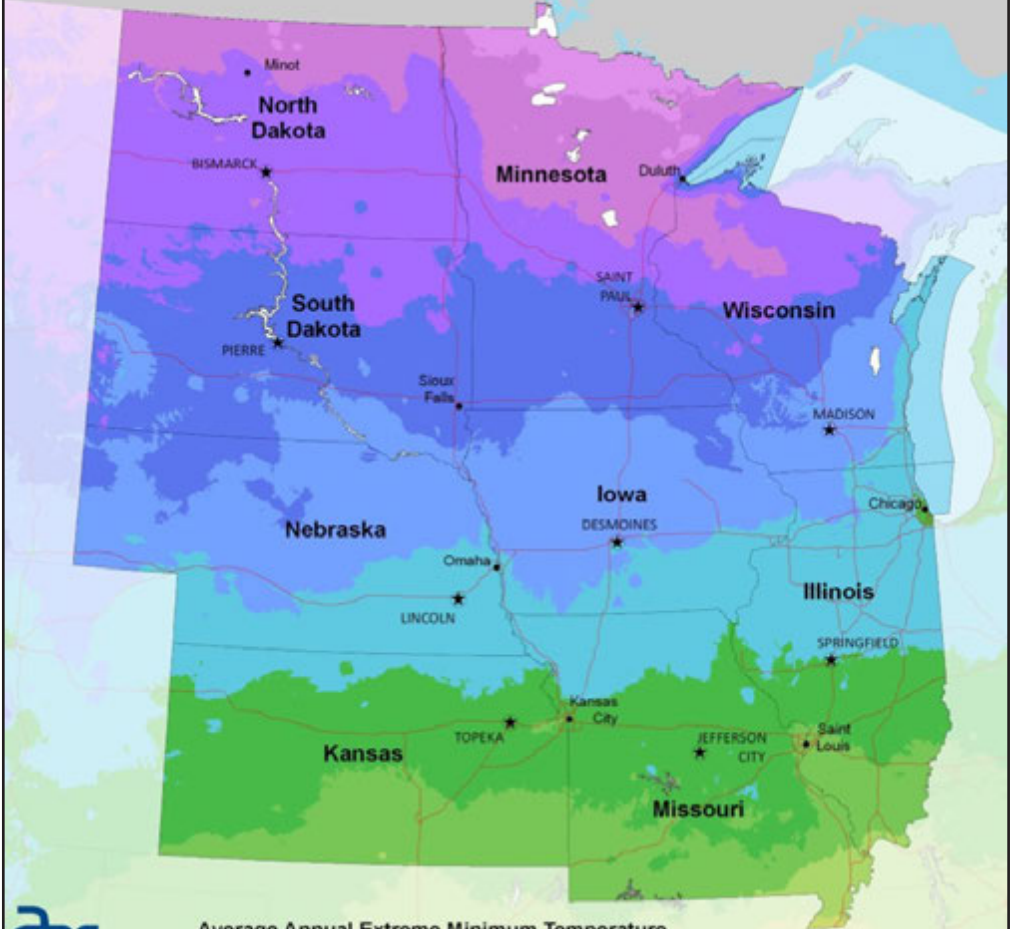 Minot
North
Dakota
BISMARCK
Minnesota
Duluth
SAINT
PAUL
Wisconsin
South
Dakota
PIERRE
Sioux
Falls
MADISON
Iowa
Chicago
Nebraska
DESMOINES
Omaha
Illinois
LINCOLN
SPRINGFIELD
Kansas
City
TOPEKA
JEFFERSON
CITY
Saint
Louis
Kansas
Missouri
Average Annual Extreme Minimum Temperature